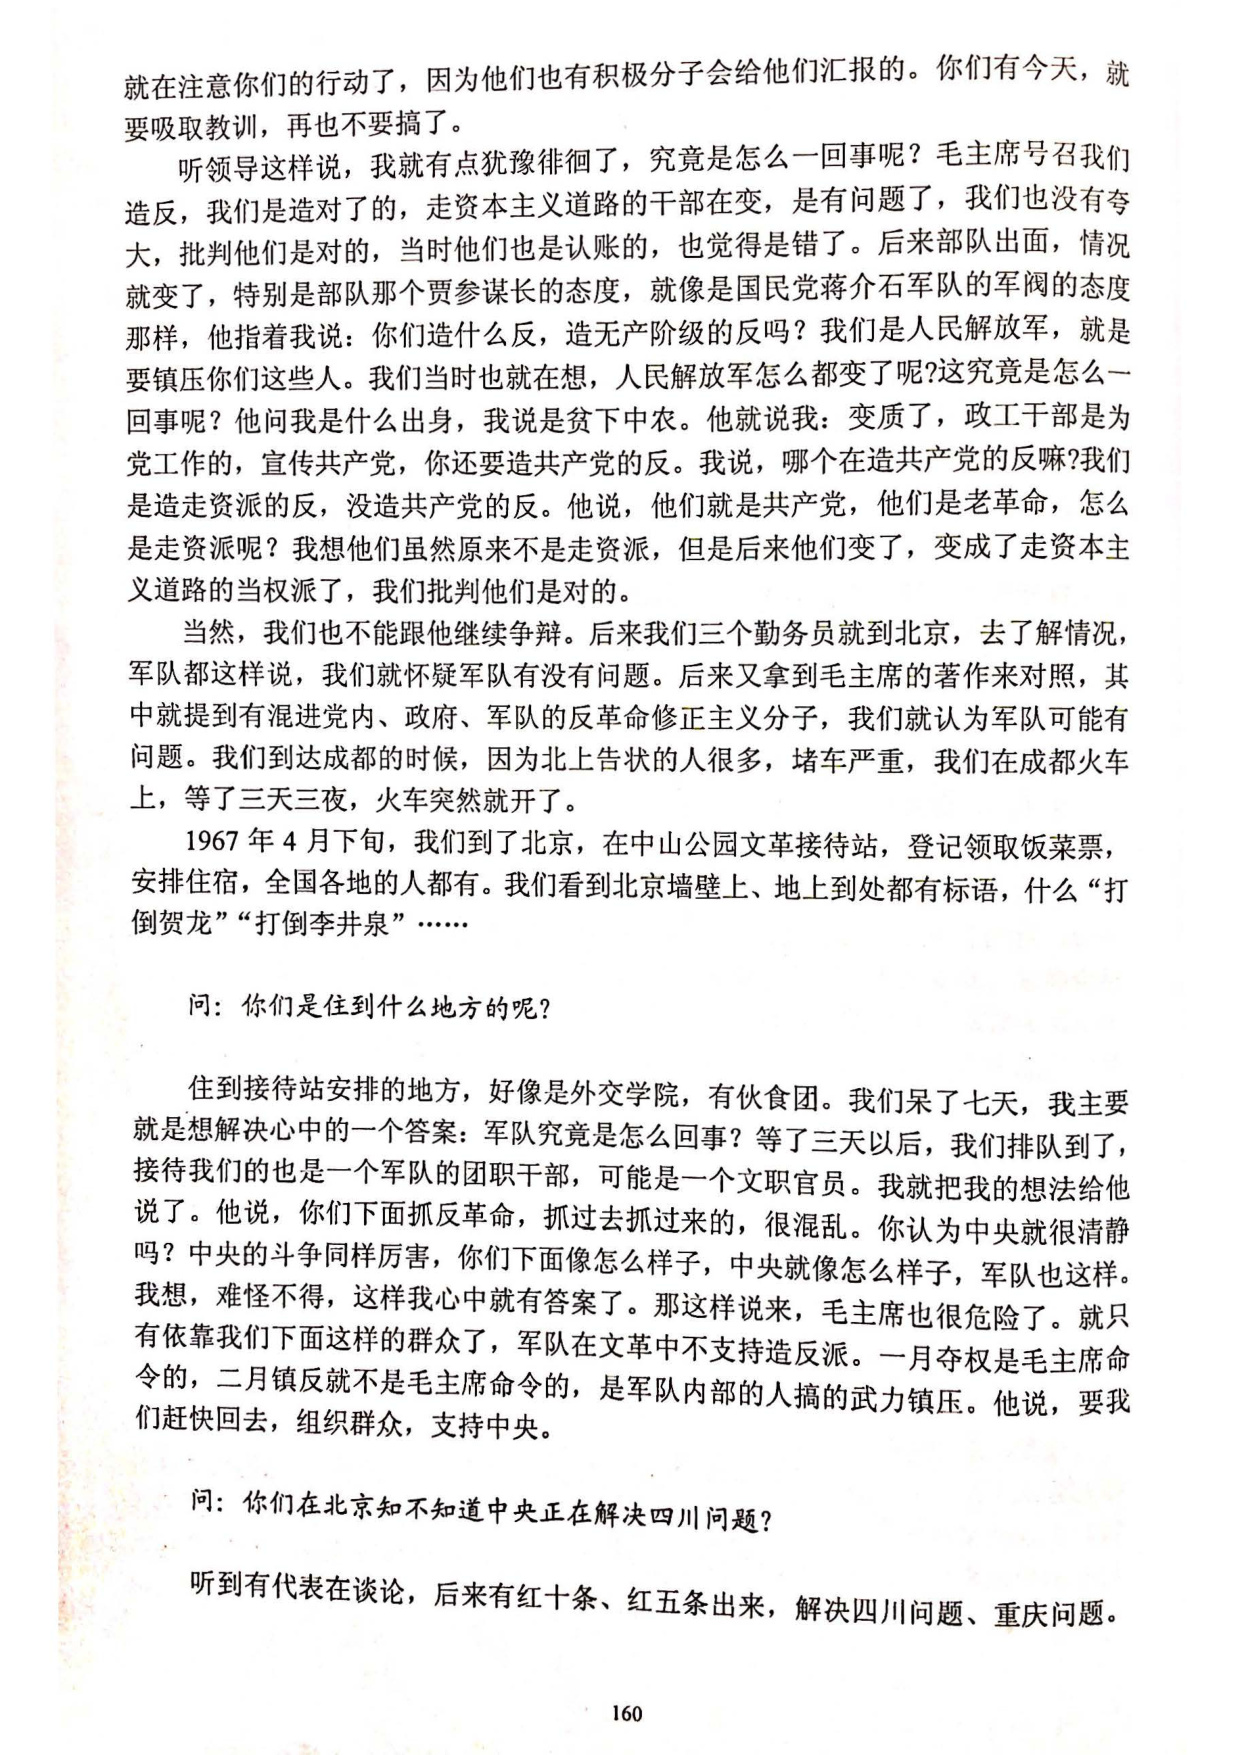 就在注意你们的行动了，因为他们也有积极分子会给他们汇报的。你们有今天，就
要吸取教训，再也不要搞了。
听领导这样说，我就有点犹豫徘徊了，究竟是怎么一回事呢？毛主席号召我们
造反，我们是造对了的，走资本主义道路的干部在变，是有问题了，我们也没有夸
大，批判他们是对的，当时他们也是认账的，也觉得是错了。后来部队出面，情况
就变了，特别是部队那个贾参谋长的态度，就像是国民党蒋介石军队的军阀的态度
那样，他指着我说：你们造什么反，造无产阶级的反吗？我们是人民解放军，就是
要镇压你们这些人。我们当时也就在想，人民解放军怎么都变了呢?这究竟是怎么一
回事呢？他问我是什么出身，我说是贫下中农。他就说我：变质了，政工干部是为
党工作的，宣传共产党，你还要造共产党的反。我说，哪个在造共产党的反嘛?我们
是造走资派的反，没造共产党的反。他说，他们就是共产党，他们是老革命，怎么
是走资派呢？我想他们虽然原来不是走资派，但是后来他们变了，变成了走资本主
义道路的当权派了，我们批判他们是对的。
当然，我们也不能跟他继续争辩。后来我们三个勤务员就到北京，去了解情况，
军队都这样说，我们就怀疑军队有没有问题。后来又拿到毛主席的著作来对照，其
中就提到有混进党内、政府、军队的反革命修正主义分子，我们就认为军队可能有
问题。我们到达成都的时候，因为北上告状的人很多，堵车严重，我们在成都火车
上，等了三天三夜，火车突然就开了。
1967 年 4 月下旬，我们到了北京，在中山公园文革接待站，登记领取饭菜票，
安排住宿，全国各地的人都有。我们看到北京墙壁上、地上到处都有标语，什么“打
倒贺龙”“打倒李井泉”……
问：你们是住到什么地方的呢？
住到接待站安排的地方，好像是外交学院，有伙食团。我们呆了七天，我主要
就是想解决心中的一个答案：军队究竟是怎么回事？等了三天以后，我们排队到了，
接待我们的也是一个军队的团职干部，可能是一个文职官员。我就把我的想法给他
说了。他说，你们下面抓反革命，抓过去抓过来的，很混乱。你认为中央就很清静
吗？中央的斗争同样厉害，你们下面像怎么样子，中央就像怎么样子，军队也这样。
我想，难怪不得，这样我心中就有答案了。那这样说来，毛主席也很危险了。就只
有依靠我们下面这样的群众了，军队在文革中不支持造反派。一月夺权是毛主席命
令的，二月镇反就不是毛主席命令的，是军队内部的人搞的武力镇压。他说，要我
们赶快回去，组织群众，支持中央。
问：你们在北京知不知道中央正在解决四川问题？
听到有代表在谈论，后来有红十条、红五条出来，解决四川问题、重庆问题。
160